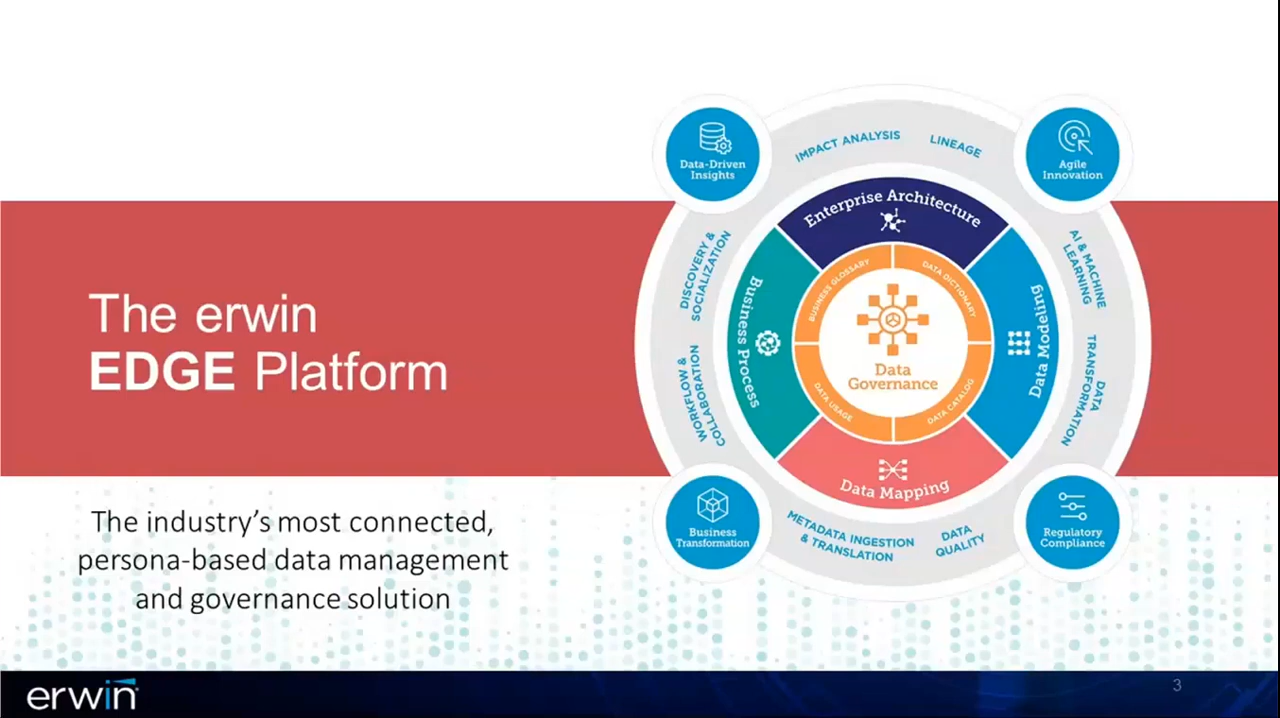 The erwin
EDGE Platform
The industry's most connected,
persona-based data management
and governance solution
Data-Driven
Insights
IMPACT ANALYSIS
LINEAGE
Agile
Innovation
DISCOVERY &
SOCIALIZATION
Enterprise Architecture
AI & MACHINE
LEARNING
BUSINESS GLOSSARY
DATA DICTIONARY
Business Process
Data
Governance
Data Modeling
WORKFLOW &
COLLABORATION
DATA USAGE
DATA CATALOG
DATA
TRANSFORMATION
Data Mapping
Business
Transformation
METADATA INGESTION
& TRANSLATION
DATA
QUALITY
Regulatory
Compliance
erwin
3